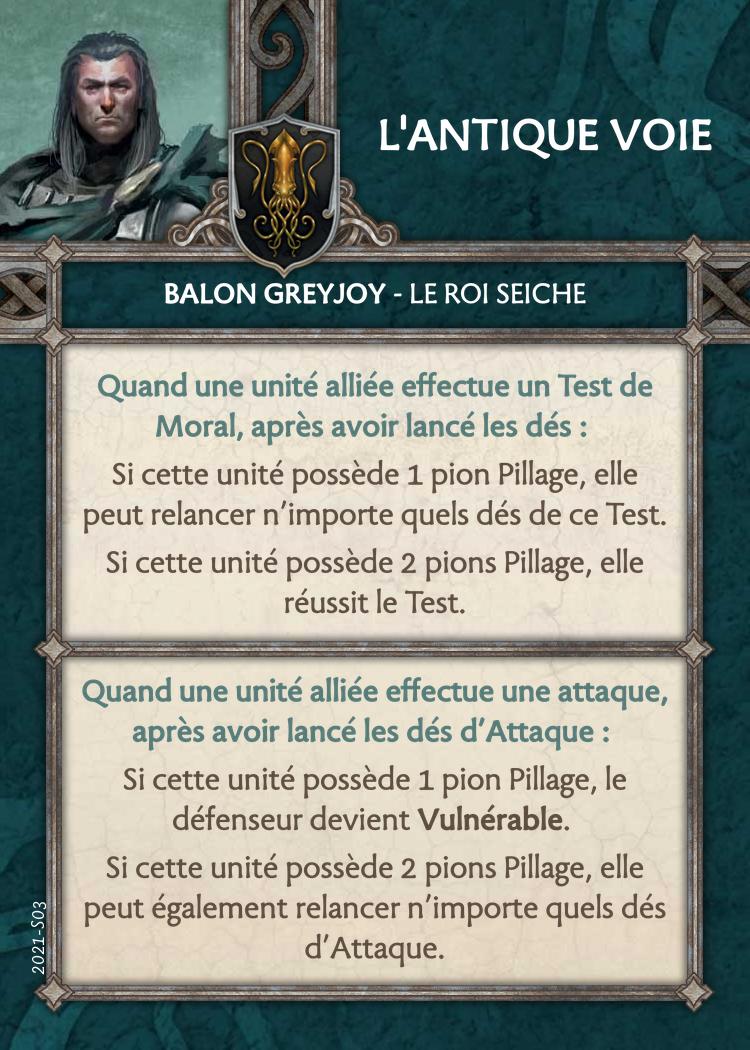 L'ANTIQUE VOIE
BALON GREYJOY - LE ROI SEICHE
Quand une unité alliée effectue un Test de
Moral, après avoir lancé les dés :
Si cette unité possède 1 pion Pillage, elle
peut relancer n’importe quels dés de ce Test.
Si cette unité possède 2 pions Pillage, elle
réussit le Test.
Quand une unité alliée effectue une attaque,
après avoir lancé les dés d’Attaque :
Si cette unité possède 1 pion Pillage, le
défenseur devient Vulnérable.
Si cette unité possède 2 pions Pillage, elle
peut également relancer n’importe quels dés
d’Attaque.
2021-S03